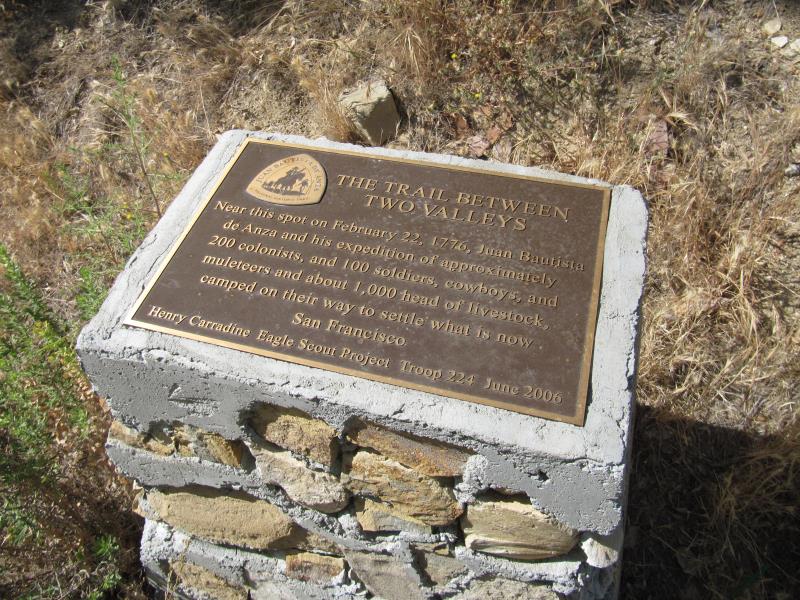 THE TRAIL BETWEEN
TWO VALLEYS
Near this spot on February 22, 1776, Juan Bautista
de Anza and his expedition of approximately
200 colonists, and 100 soldiers, cowboys, and
muleteers and about 1,000 head of livestock,
camped on their way to settle what is now
San Francisco.
Henry Carradine Eagle Scout Project Troop 224 June 2006